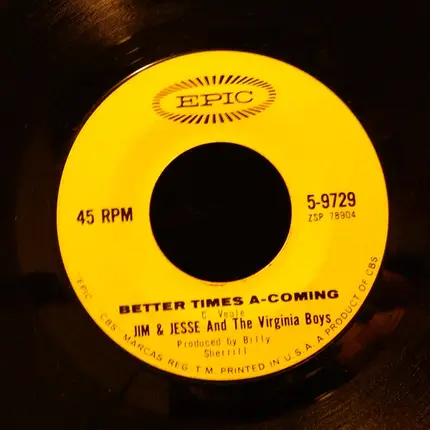 EPIC
45 RPM
5-9729
ZSP 78904
BETTER TIMES A-COMING
C. Veale
JIM & JESSE And The Virginia Boys
Produced by Billy
Sherrill
EPIC CBS MARCAS REG. T.M. PRINTED IN U.S.A. A PRODUCT OF CBS